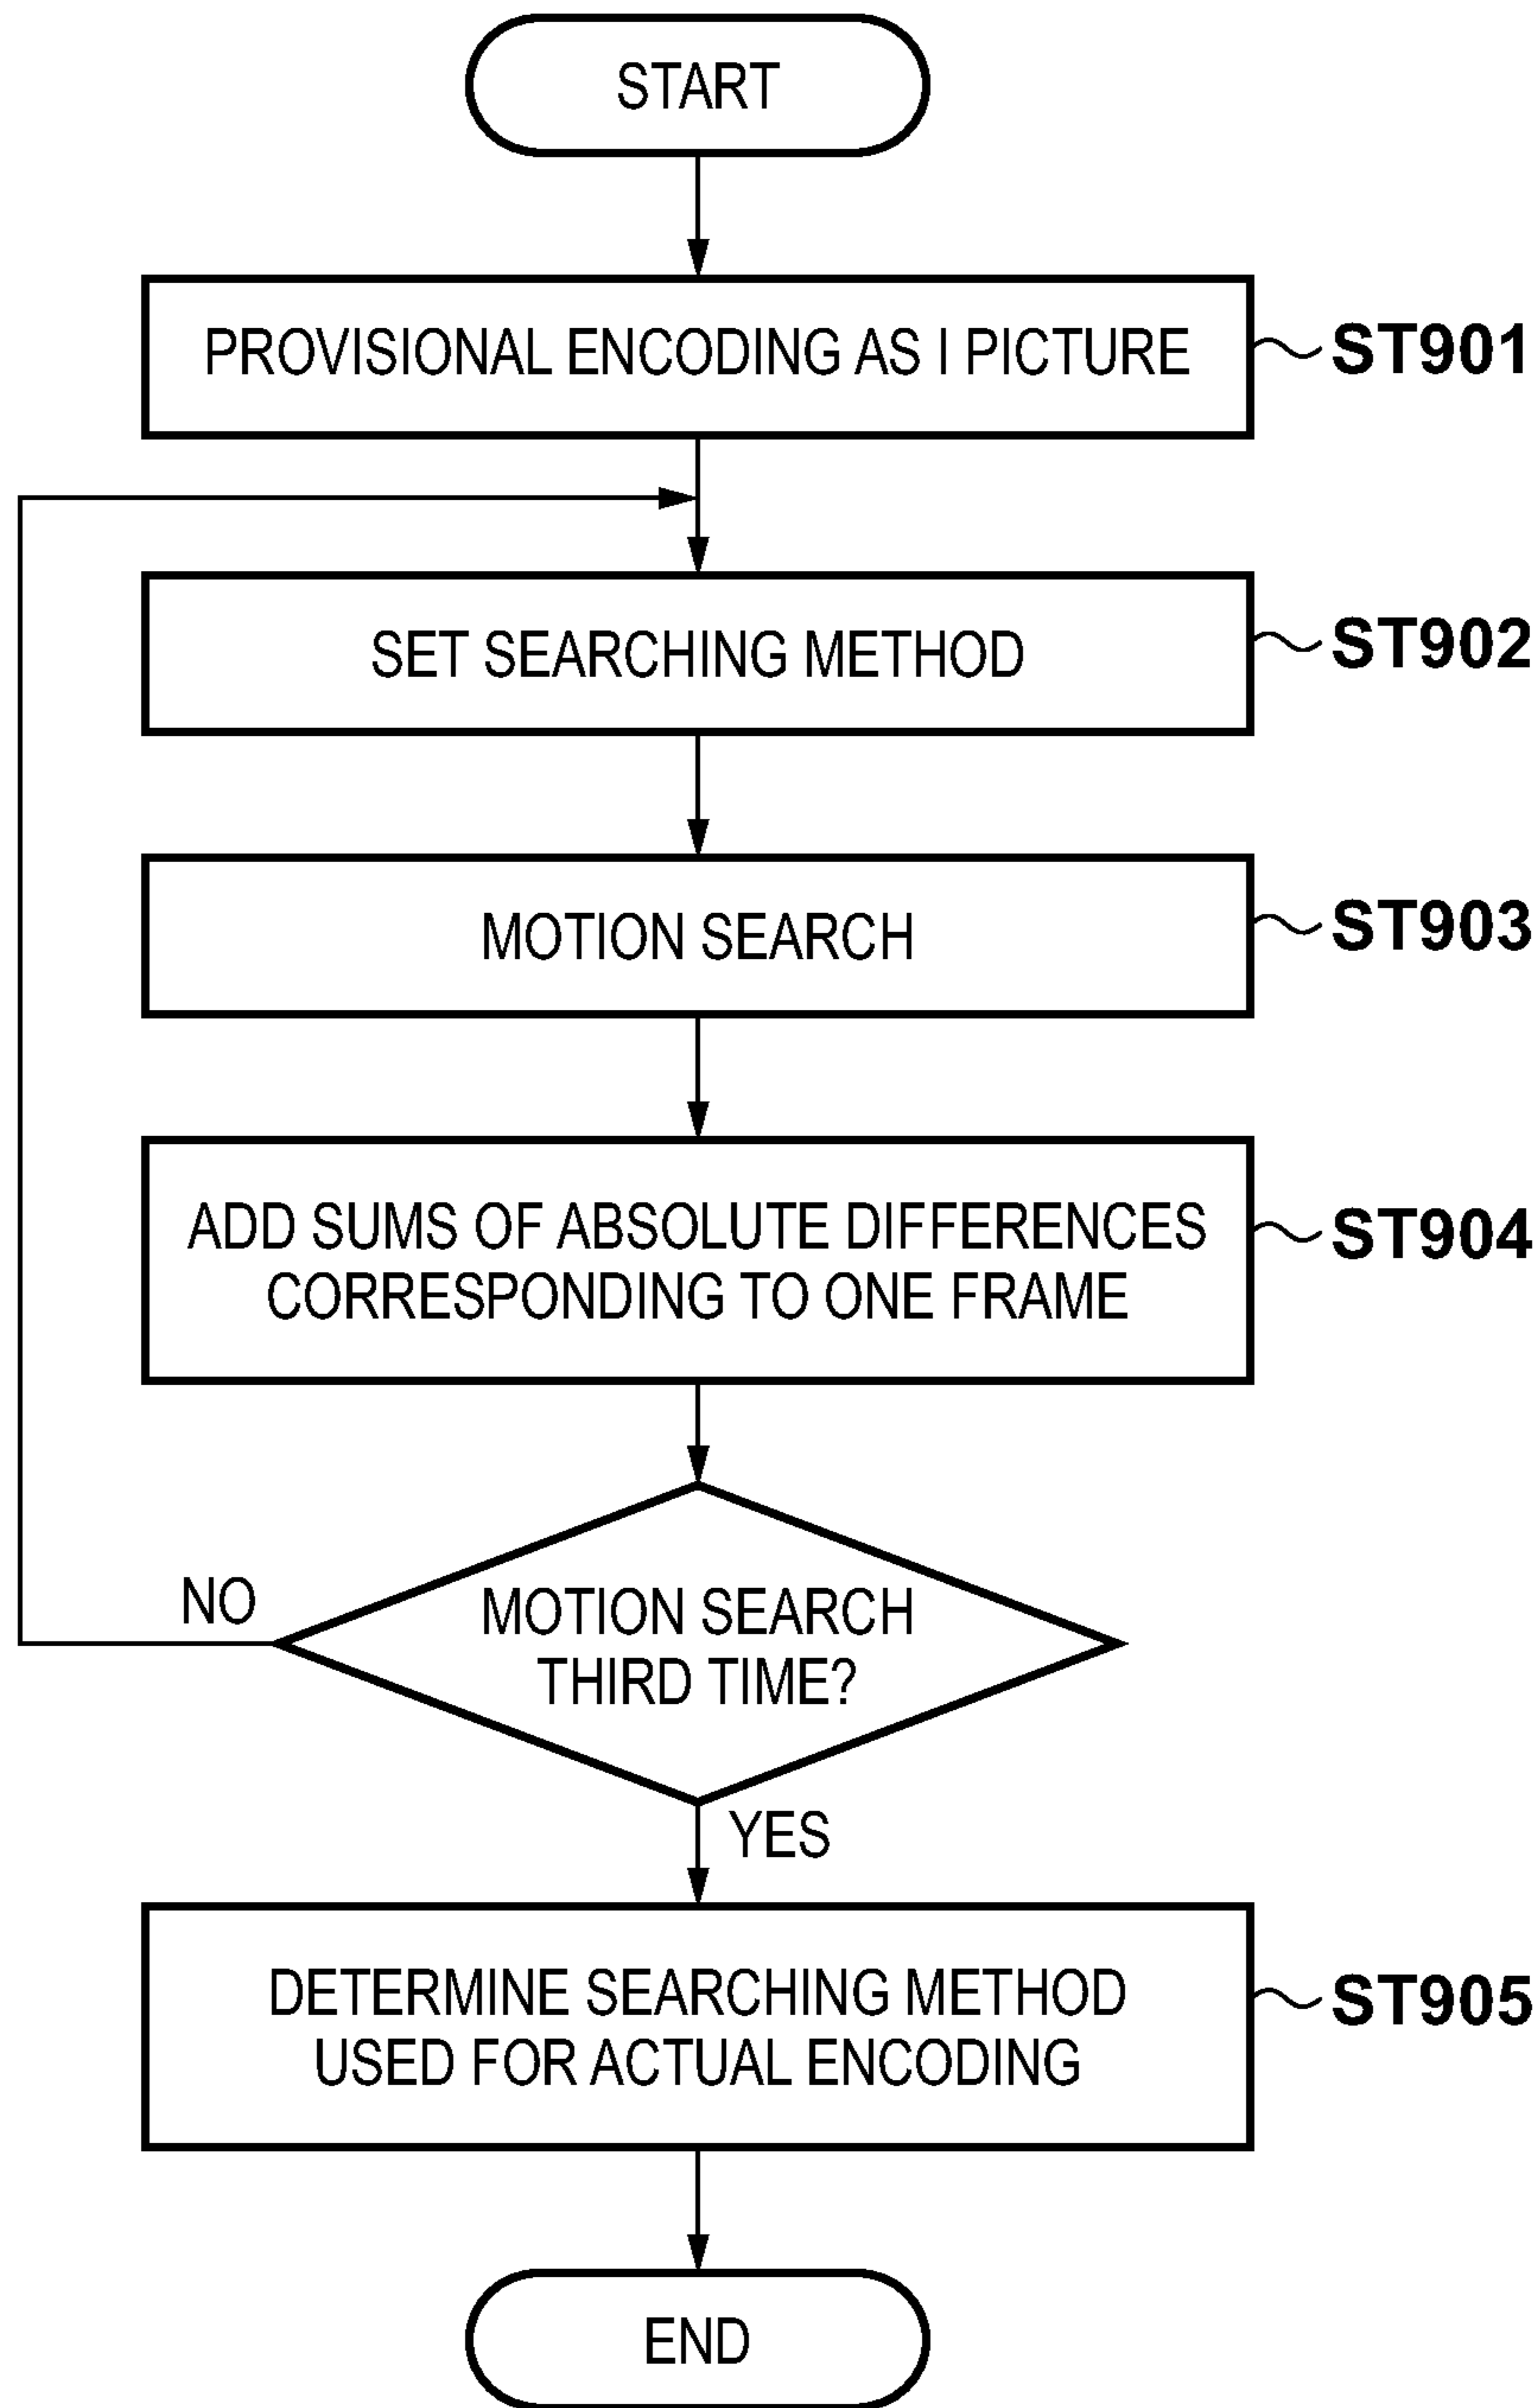 START
PROVISIONAL ENCODING AS I PICTURE
ST901
SET SEARCHING METHOD
ST902
MOTION SEARCH
ST903
ADD SUMS OF ABSOLUTE DIFFERENCES
CORRESPONDING TO ONE FRAME
ST904
NO
MOTION SEARCH
THIRD TIME?
YES
DETERMINE SEARCHING METHOD
USED FOR ACTUAL ENCODING
ST905
END